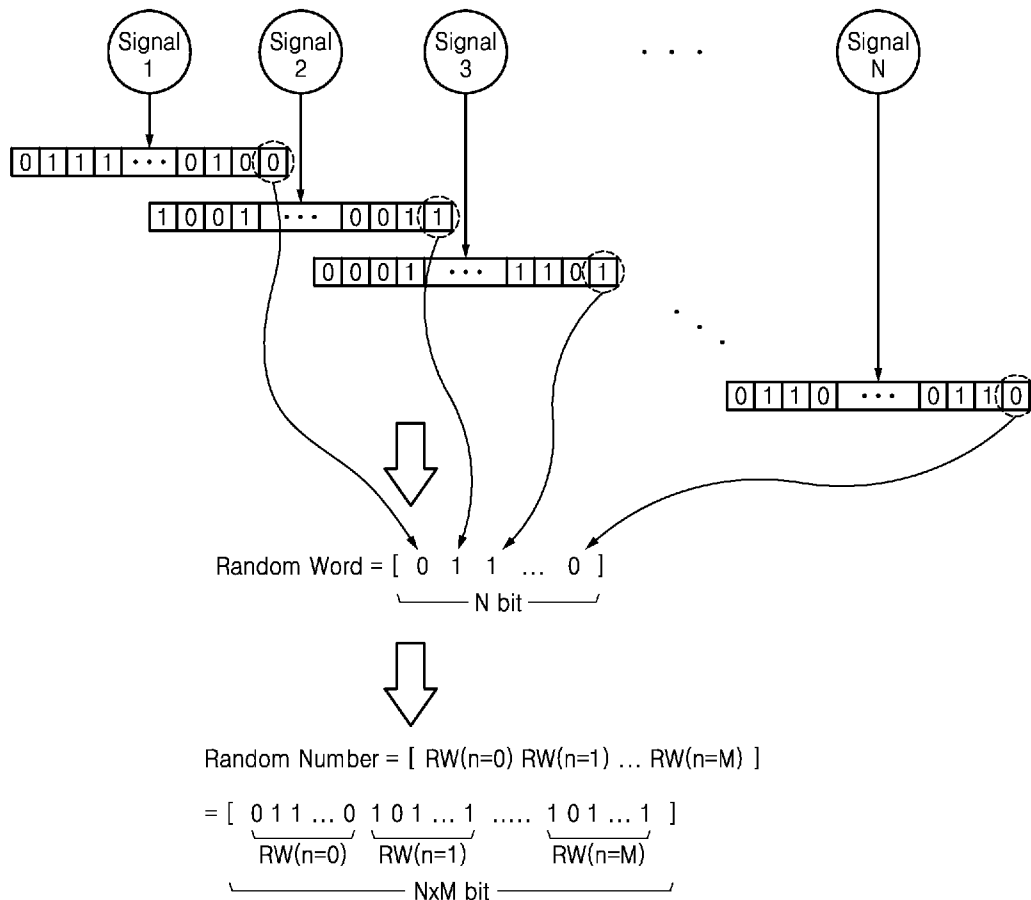 Signal 1
Signal 2
Signal 3
. . .
Signal N
0 1 1 1 ··· 0 1 0 0
1 0 0 1 ··· 0 0 1 1
0 0 0 1 ··· 1 1 0 1
0 1 1 0 ··· 0 1 1 0
Random Word = [ 0 1 1 ... 0 ]
N bit
Random Number = [ RW(n=0) RW(n=1) ... RW(n=M) ]
= [ 0 1 1 ... 0 1 0 1 ... 1 ..... 1 0 1 ... 1 ]
RW(n=0) RW(n=1) RW(n=M)
NxM bit